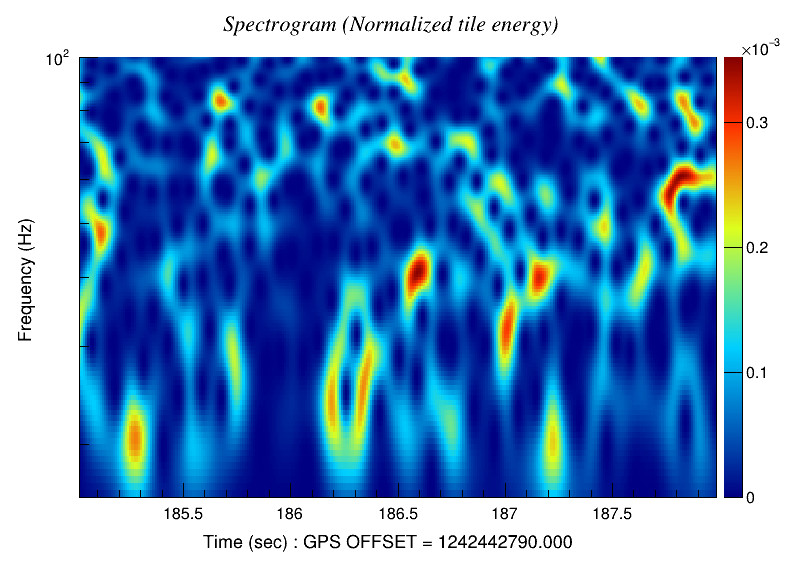 Spectrogram (Normalized tile energy)
×10⁻³
10²
0.3
0.2
0.1
0
Frequency (Hz)
185.5 186 186.5 187 187.5
Time (sec) : GPS OFFSET = 1242442790.000